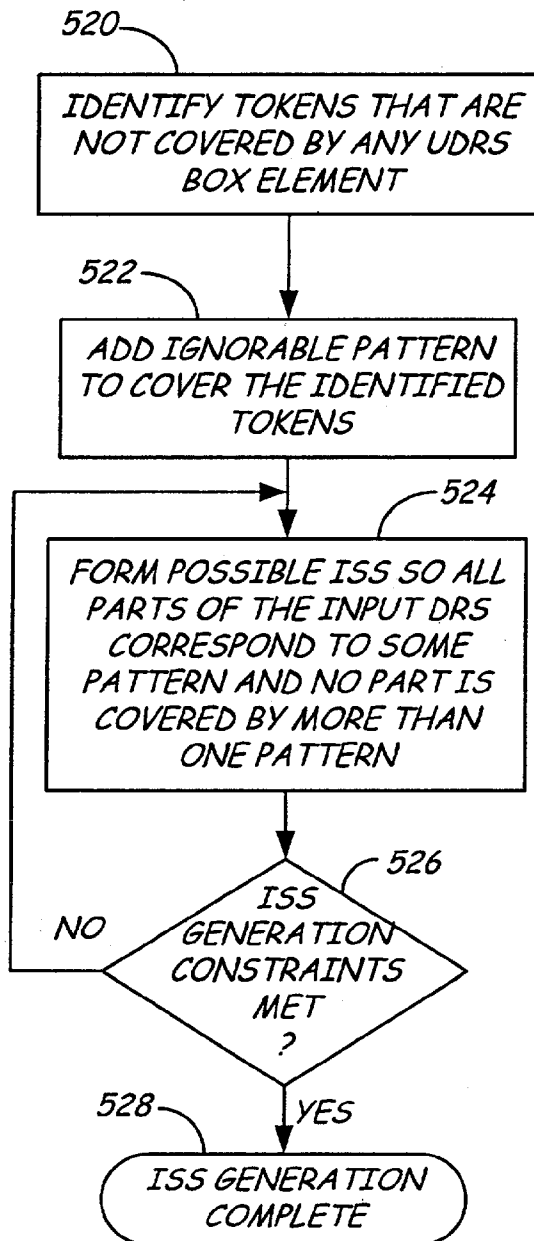 520
IDENTIFY TOKENS THAT ARE
NOT COVERED BY ANY UDRS
BOX ELEMENT
522
ADD IGNORABLE PATTERN
TO COVER THE IDENTIFIED
TOKENS
524
FORM POSSIBLE ISS SO ALL
PARTS OF THE INPUT DRS
CORRESPOND TO SOME
PATTERN AND NO PART IS
COVERED BY MORE THAN
ONE PATTERN
526
ISS
GENERATION
CONSTRAINTS
MET
?
NO
YES
528
ISS GENERATION
COMPLETE